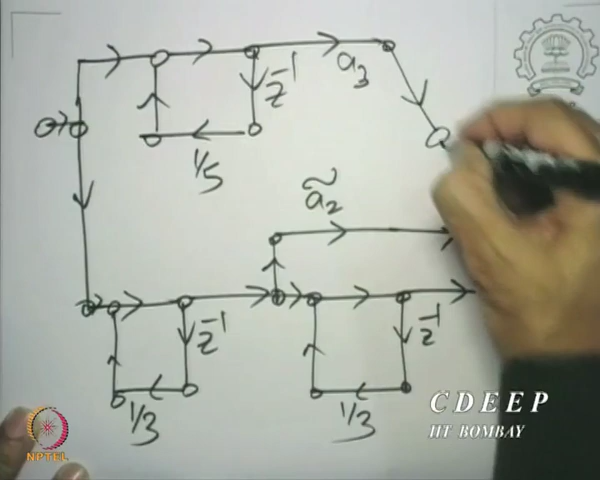 z⁻¹
a₃
1/5
ã₂
z⁻¹
z⁻¹
1/3
1/3
CDEEP
IIT BOMBAY
NPTEL